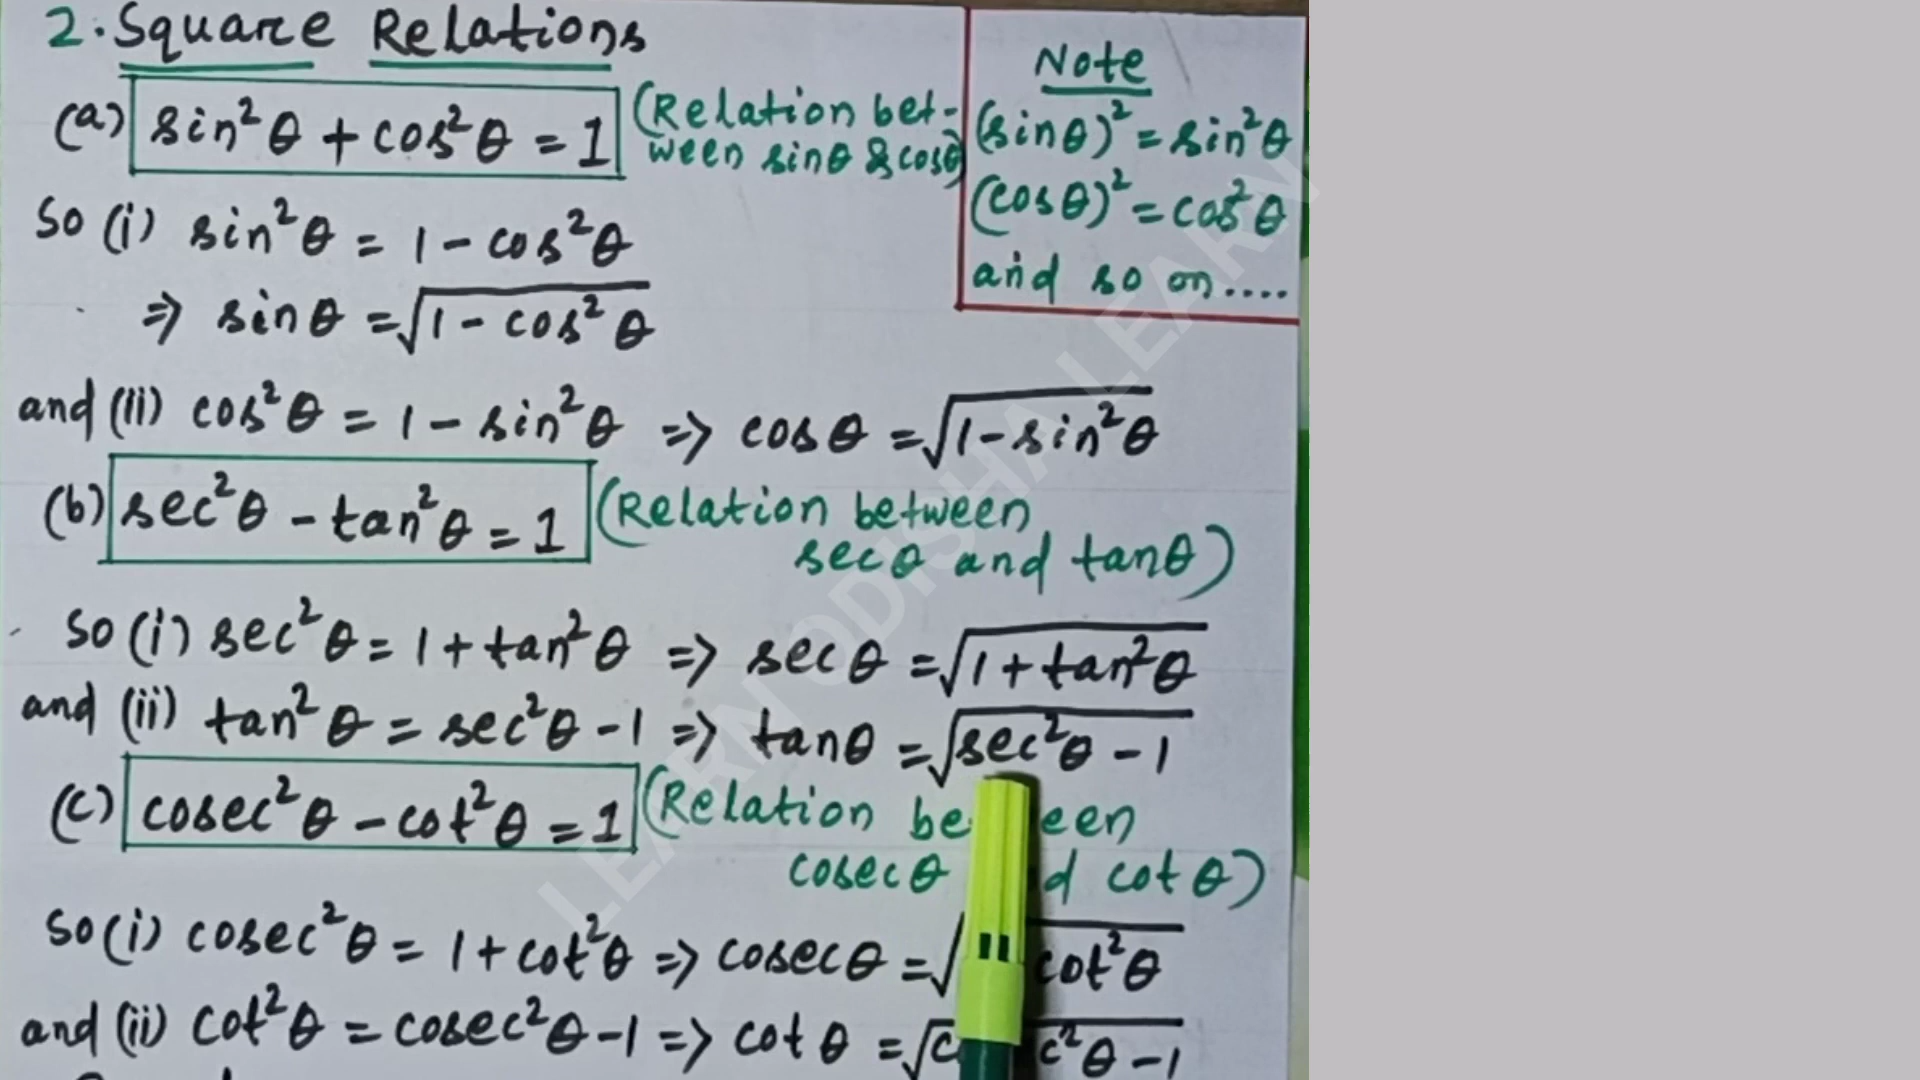 2. Square Relations
(a) sin²θ + cos²θ = 1 (Relation bet-
ween sinθ & cosθ)
Note
(sinθ)² = sin²θ
(cosθ)² = cos²θ
and so on....
So (i) sin²θ = 1 - cos²θ
⇒ sinθ = √1 - cos²θ
and (ii) cos²θ = 1 - sin²θ ⇒ cosθ = √1 - sin²θ
(b) sec²θ - tan²θ = 1 (Relation between
secθ and tanθ)
So (i) sec²θ = 1 + tan²θ ⇒ secθ = √1 + tan²θ
and (ii) tan²θ = sec²θ - 1 ⇒ tanθ = √sec²θ - 1
(c) cosec²θ - cot²θ = 1 (Relation be een
cosecθ d cotθ)
So (i) cosec²θ = 1 + cot²θ ⇒ cosecθ = √ cot²θ
and (ii) cot²θ = cosec²θ - 1 ⇒ cotθ = √c c²θ - 1
LEARN ODISHA LEARN